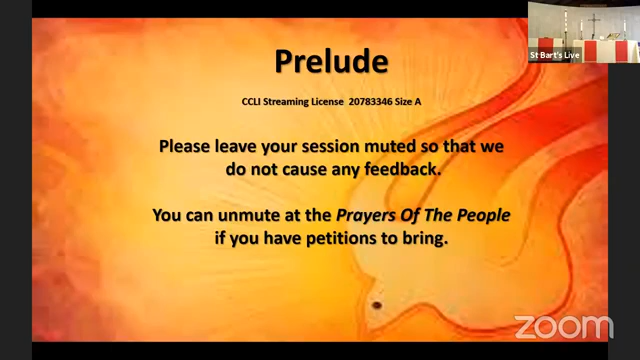 Prelude
St Bart's Live
CCLI Streaming License 20783346 Size A
Please leave your session muted so that we
do not cause any feedback.
You can unmute at the Prayers Of The People
if you have petitions to bring.
zoom